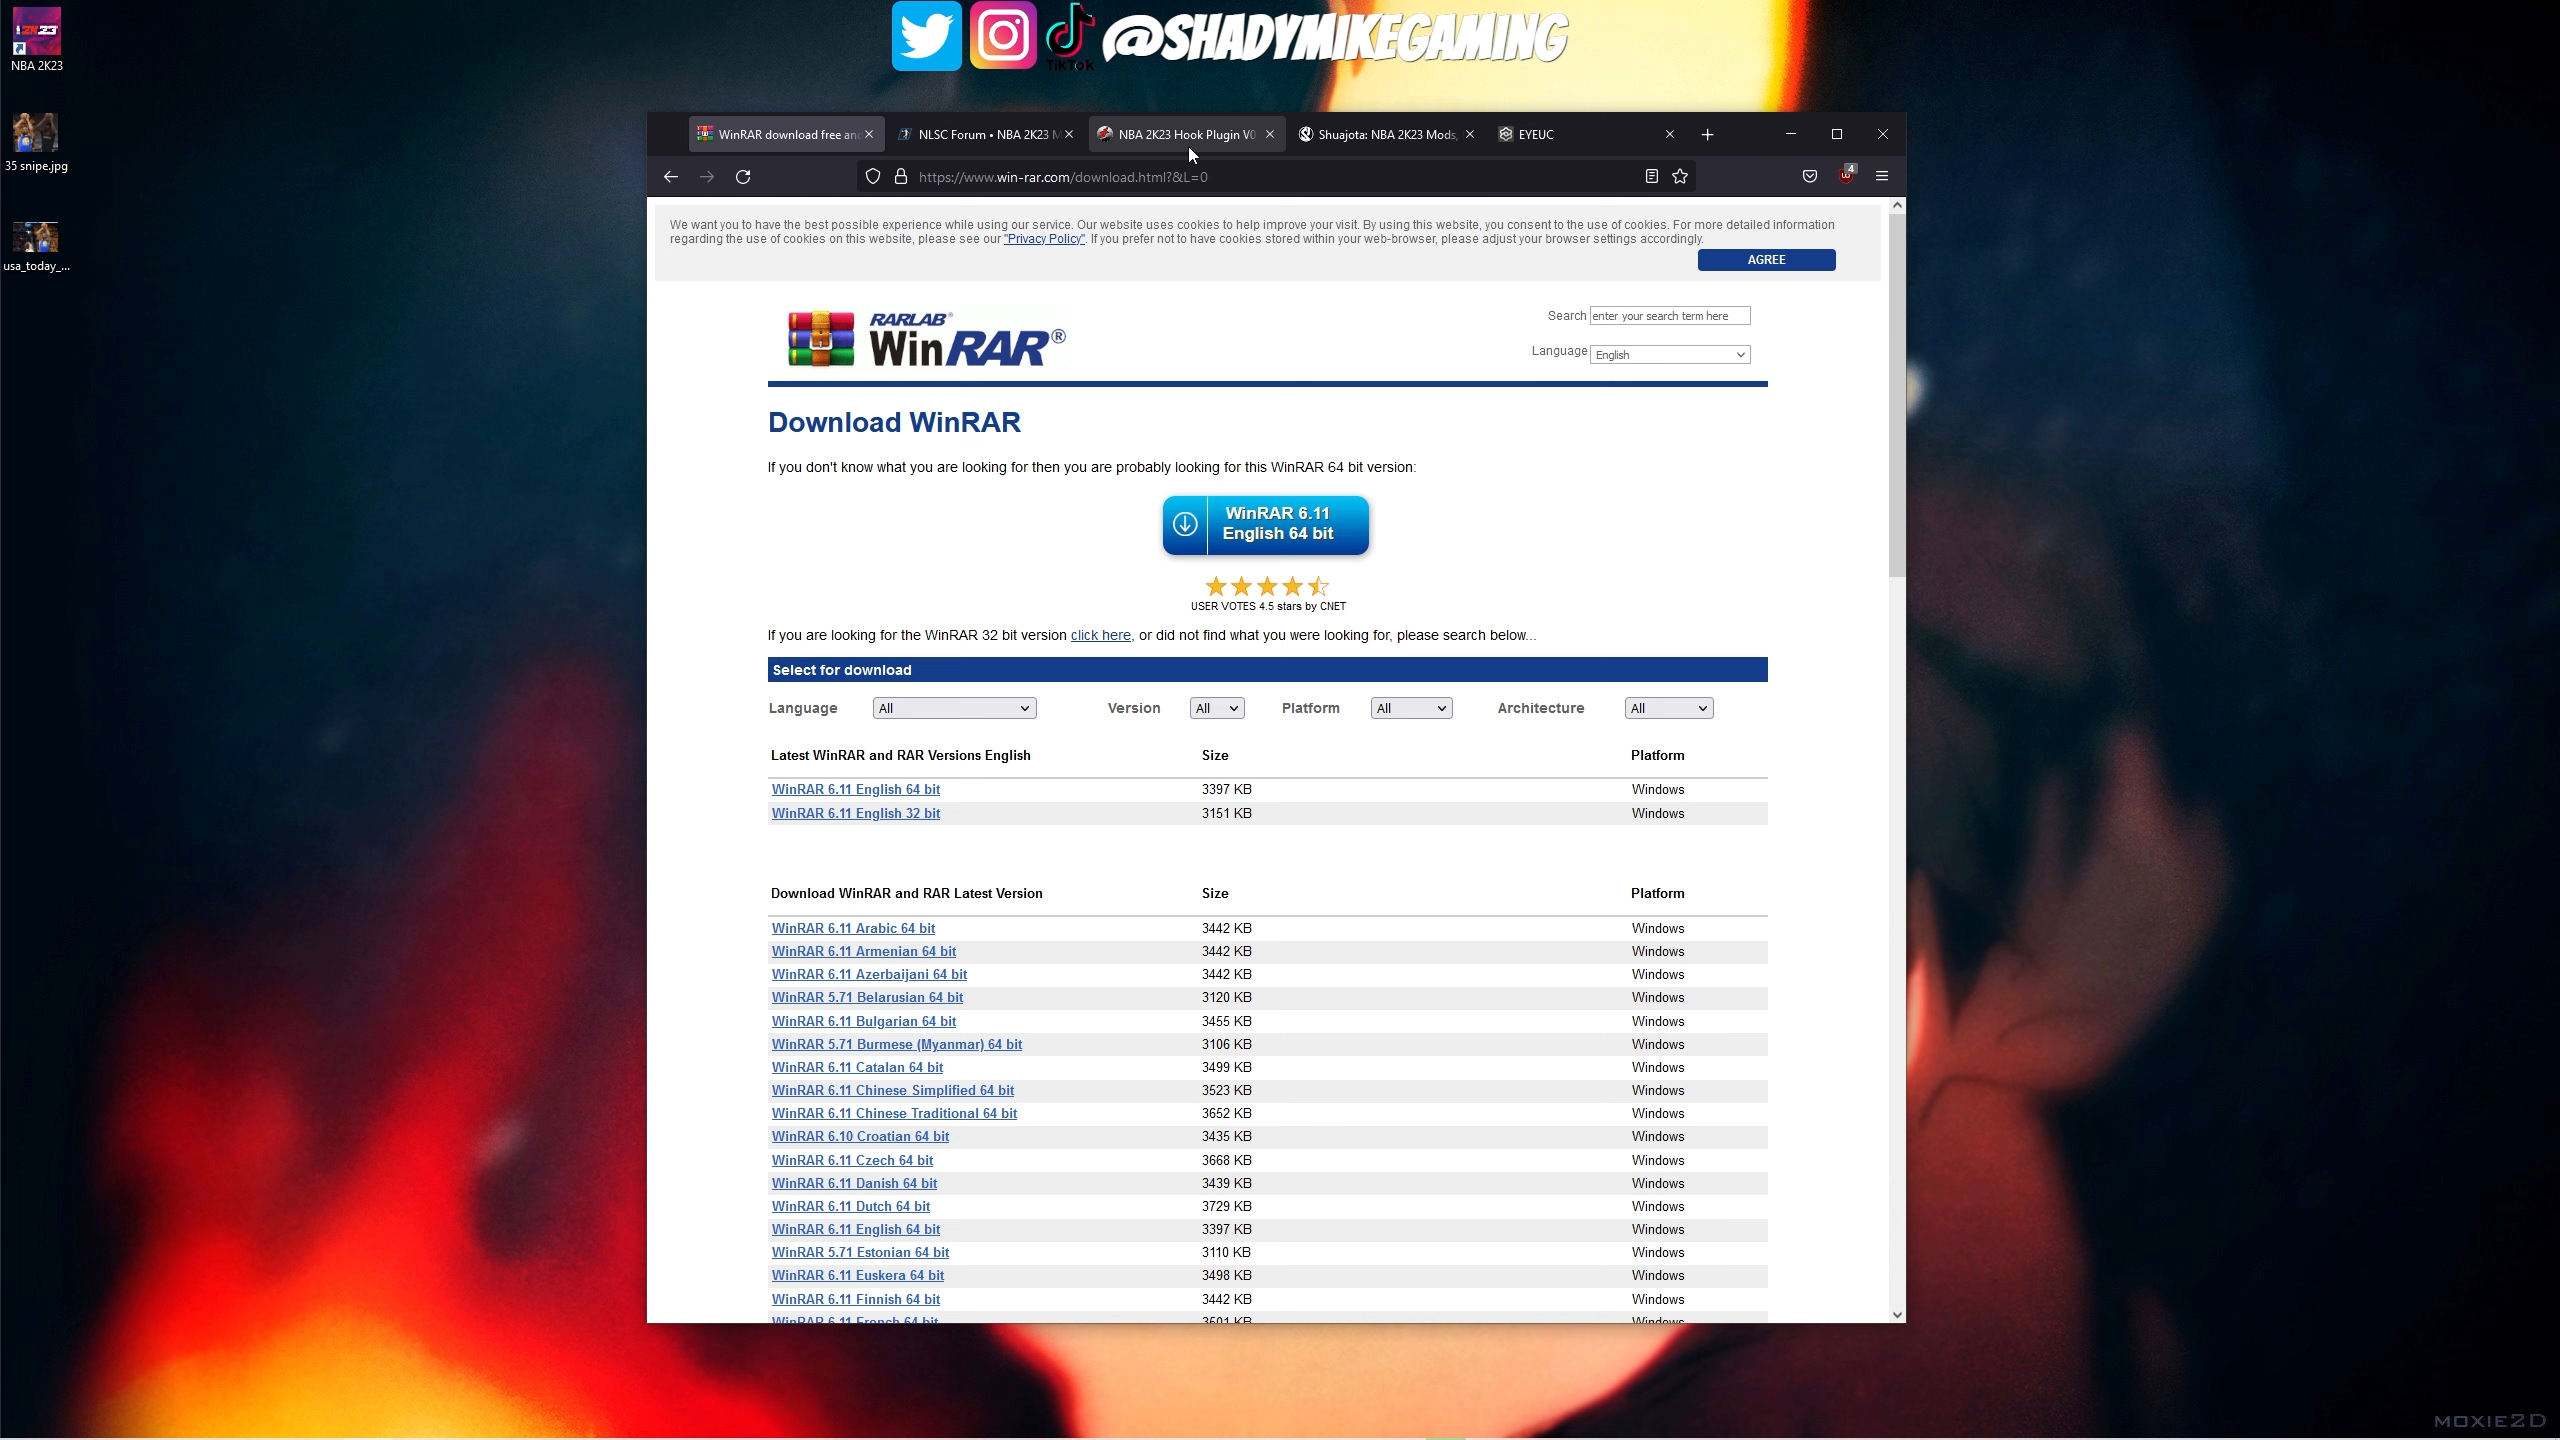 NBA 2K23
35 snipe.jpg
usa_today_...
TikTok
@SHADYMIKEGAMING
WinRAR download free and
NLSC Forum • NBA 2K23 M
NBA 2K23 Hook Plugin V0
Shuajota: NBA 2K23 Mods,
EYEUC
https://www.win-rar.com/download.html?&L=0
4
We want you to have the best possible experience while using our service. Our website uses cookies to help improve your visit. By using this website, you consent to the use of cookies. For more detailed information
regarding the use of cookies on this website, please see our "Privacy Policy". If you prefer not to have cookies stored within your web-browser, please adjust your browser settings accordingly.
AGREE
RARLAB®
WinRAR®
Search enter your search term here
Language English
Download WinRAR
If you don't know what you are looking for then you are probably looking for this WinRAR 64 bit version:
WinRAR 6.11
English 64 bit
USER VOTES 4.5 stars by CNET
If you are looking for the WinRAR 32 bit version click here, or did not find what you were looking for, please search below...
Select for download
Language All Version All Platform All Architecture All
Latest WinRAR and RAR Versions English Size Platform
WinRAR 6.11 English 64 bit 3397 KB Windows
WinRAR 6.11 English 32 bit 3151 KB Windows
Download WinRAR and RAR Latest Version Size Platform
WinRAR 6.11 Arabic 64 bit 3442 KB Windows
WinRAR 6.11 Armenian 64 bit 3442 KB Windows
WinRAR 6.11 Azerbaijani 64 bit 3442 KB Windows
WinRAR 5.71 Belarusian 64 bit 3120 KB Windows
WinRAR 6.11 Bulgarian 64 bit 3455 KB Windows
WinRAR 5.71 Burmese (Myanmar) 64 bit 3106 KB Windows
WinRAR 6.11 Catalan 64 bit 3499 KB Windows
WinRAR 6.11 Chinese Simplified 64 bit 3523 KB Windows
WinRAR 6.11 Chinese Traditional 64 bit 3652 KB Windows
WinRAR 6.10 Croatian 64 bit 3435 KB Windows
WinRAR 6.11 Czech 64 bit 3668 KB Windows
WinRAR 6.11 Danish 64 bit 3439 KB Windows
WinRAR 6.11 Dutch 64 bit 3729 KB Windows
WinRAR 6.11 English 64 bit 3397 KB Windows
WinRAR 5.71 Estonian 64 bit 3110 KB Windows
WinRAR 6.11 Euskera 64 bit 3498 KB Windows
WinRAR 6.11 Finnish 64 bit 3442 KB Windows
WinRAR 6.11 French 64 bit 3501 KB Windows
MOXIE2D